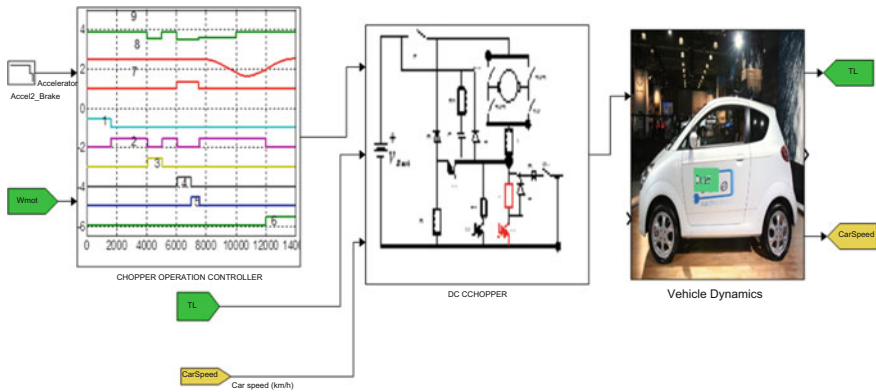 9
4
8
2
7
Accelerator
Accel2_Brake
0
1
2
-2
3
-4
4
Wmot
-6
6
0 2000 4000 6000 8000 10000 12000 1400
CHOPPER OPERATION CONTROLLER
DC CCHOPPER
Vehicle Dynamics
TL
CarSpeed
TL
CarSpeed
Car speed (km/h)